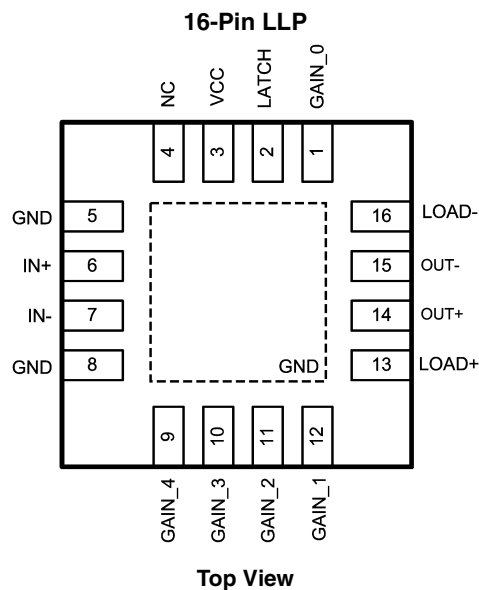 16-Pin LLP
NC
VCC
LATCH
GAIN_0
4
3
2
1
GND
5
16
LOAD-
IN+
6
15
OUT-
IN-
7
14
OUT+
GND
8
GND
13
LOAD+
9
10
11
12
GAIN_4
GAIN_3
GAIN_2
GAIN_1
Top View